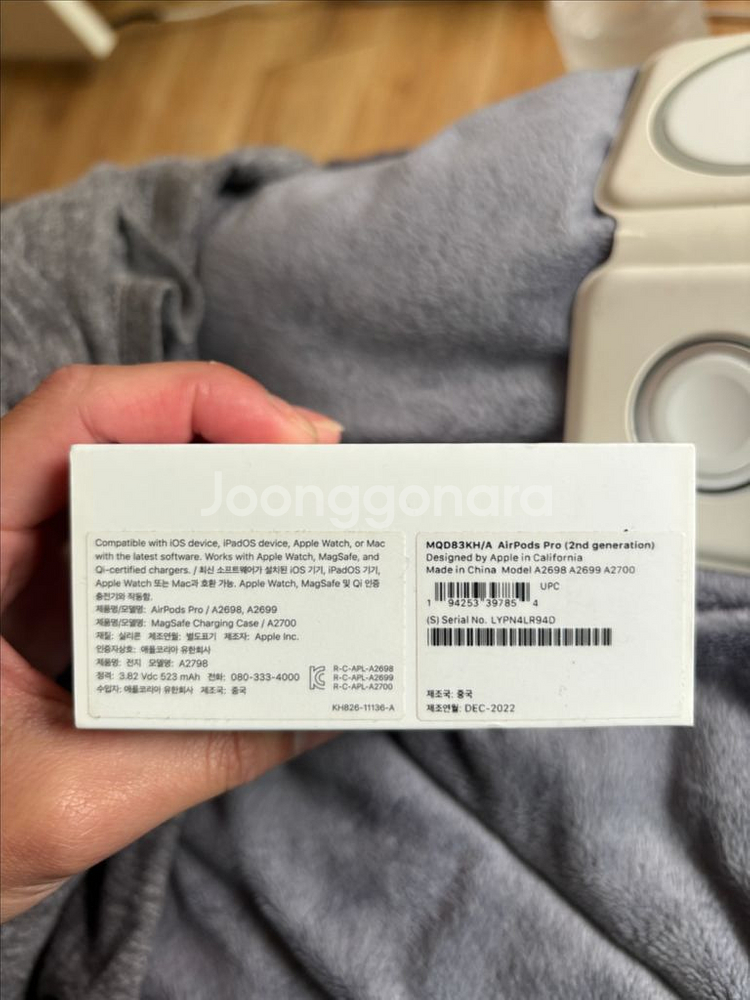 Joonggonara
Compatible with iOS device, iPadOS device, Apple Watch, or Mac
with the latest software. Works with Apple Watch, MagSafe, and
Qi-certified chargers. / 최신 소프트웨어가 설치된 iOS 기기, iPadOS 기기,
Apple Watch 또는 Mac과 호환 가능. Apple Watch, MagSafe 및 Qi 인증
충전기와 작동함.
제품명/모델명: AirPods Pro / A2698, A2699
제품명/모델명: MagSafe Charging Case / A2700
재질: 실리콘 제조연월: 별도표기 제조자: Apple Inc.
인증자상호: 애플코리아 유한회사
제품명: 전지 모델명: A2798
정격: 3.82 Vdc 523 mAh 전화: 080-333-4000
수입자: 애플코리아 유한회사 제조국: 중국
R-C-APL-A2698
R-C-APL-A2699
R-C-APL-A2700
KH826-11136-A
MQD83KH/A AirPods Pro (2nd generation)
Designed by Apple in California
Made in China Model A2698 A2699 A2700
UPC
1 94253 39785 4
(S) Serial No. LYPN4LR94D
제조국: 중국
제조연월: DEC-2022